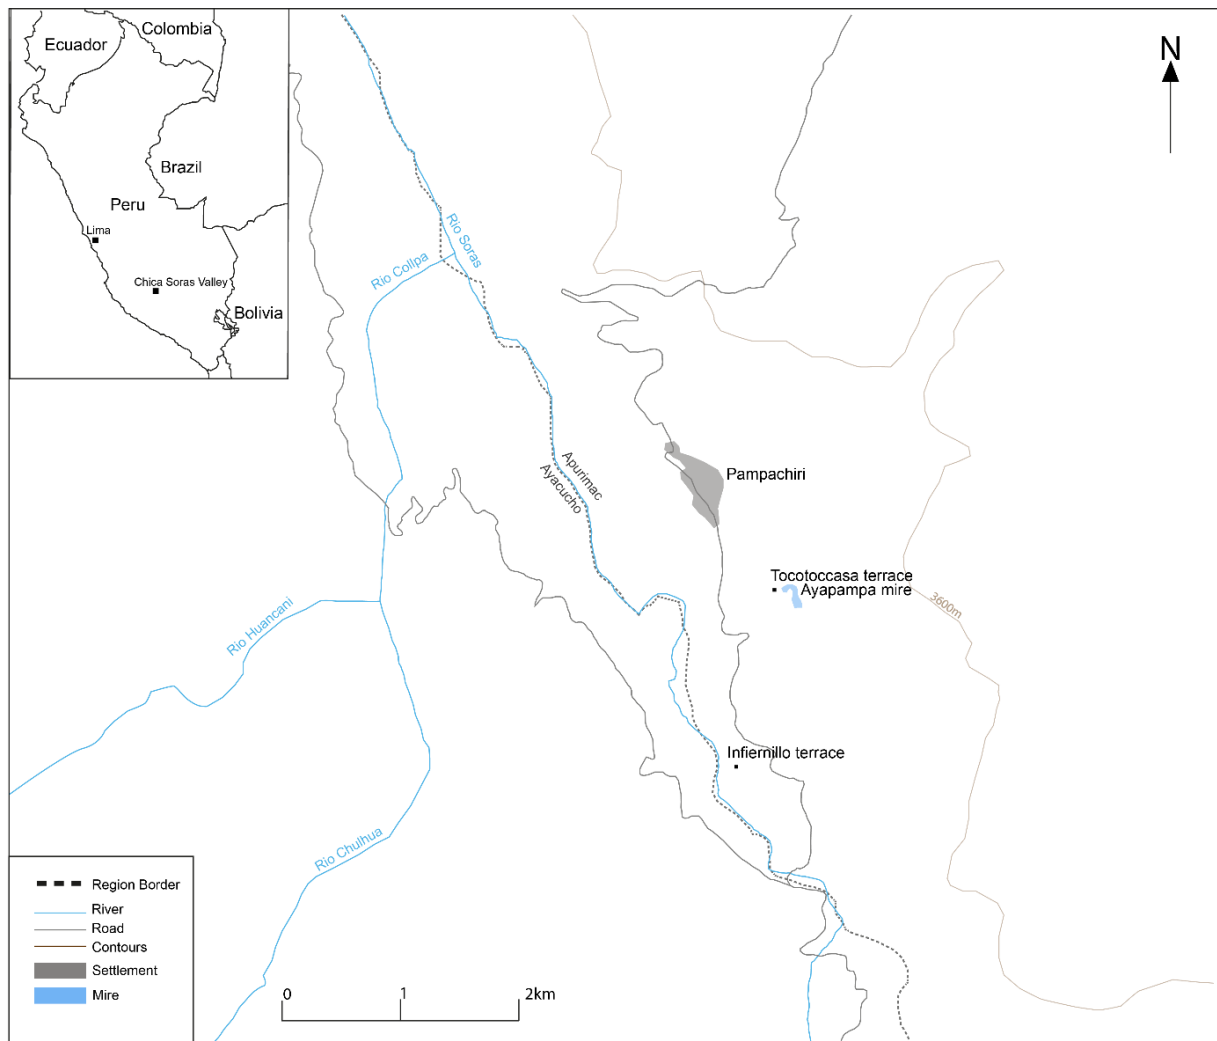 Colombia
Ecuador
Brazil
Peru
Lima
Chica Soras Valley
Bolivia
N
Rio Soras
Rio Collpa
Apurimac
Ayacucho
Pampachiri
Tocotoccasa terrace
Ayapampa mire
3600m
Rio Huancani
Infiernillo terrace
Rio Chulhua
Region Border
River
Road
Contours
Settlement
Mire
0 1 2km